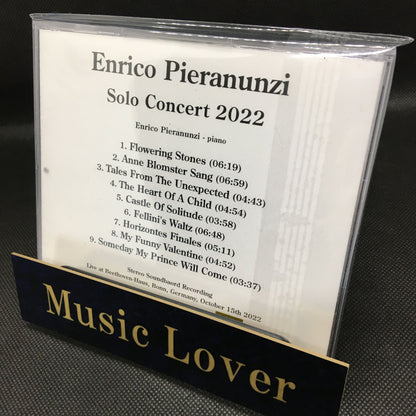 Enrico Pieranunzi
Solo Concert 2022
Enrico Pieranunzi - piano
1. Flowering Stones (06:19)
2. Anne Blomster Sang (06:59)
3. Tales From The Unexpected (04:43)
4. The Heart Of A Child (04:54)
5. Castle Of Solitude (03:58)
6. Fellini's Waltz (06:48)
7. Horizontes Finales (05:11)
8. My Funny Valentine (04:52)
9. Someday My Prince Will Come (03:37)
Stereo Soundbaord Recording
Live at Beethoven-Haus, Bonn, Germany, October 15th 2022
Music Lover